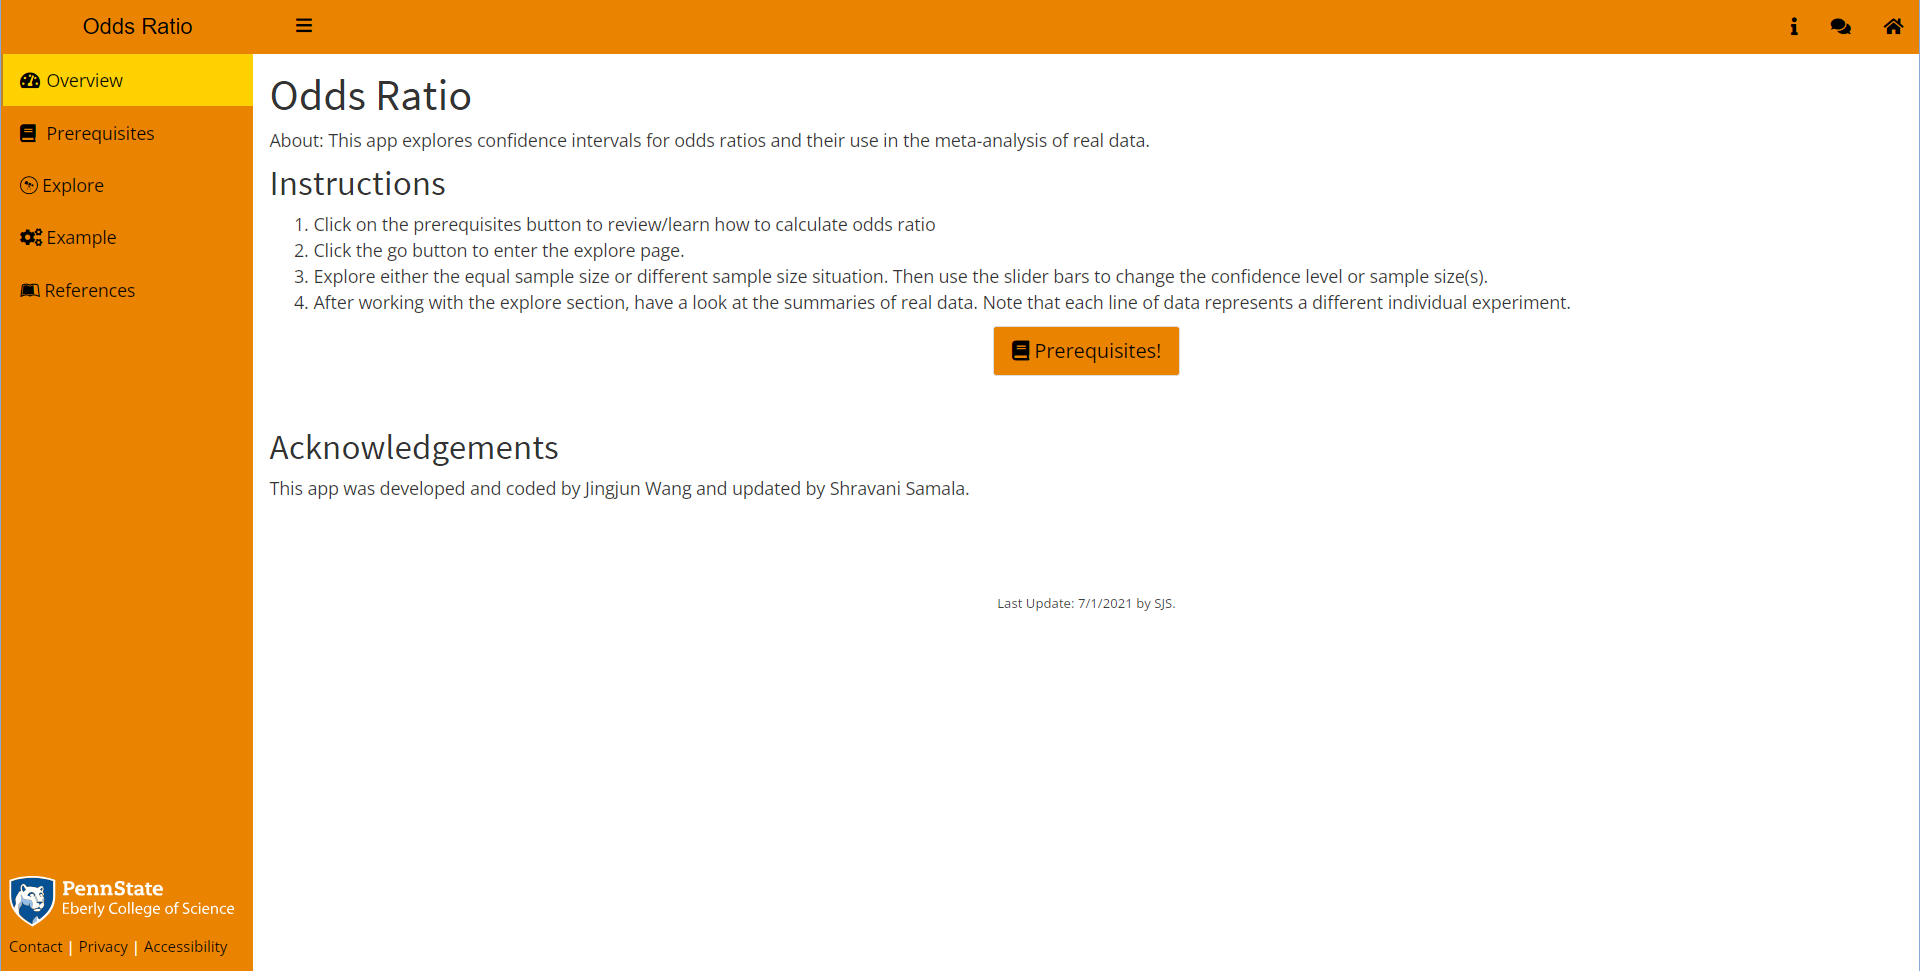 Odds Ratio
Overview
Prerequisites
Explore
Example
References
Odds Ratio
About: This app explores confidence intervals for odds ratios and their use in the meta-analysis of real data.
Instructions
1. Click on the prerequisites button to review/learn how to calculate odds ratio
2. Click the go button to enter the explore page.
3. Explore either the equal sample size or different sample size situation. Then use the slider bars to change the confidence level or sample size(s).
4. After working with the explore section, have a look at the summaries of real data. Note that each line of data represents a different individual experiment.
Prerequisites!
Acknowledgements
This app was developed and coded by Jingjun Wang and updated by Shravani Samala.
Last Update: 7/1/2021 by SJS.
PennState
Eberly College of Science
Contact | Privacy | Accessibility